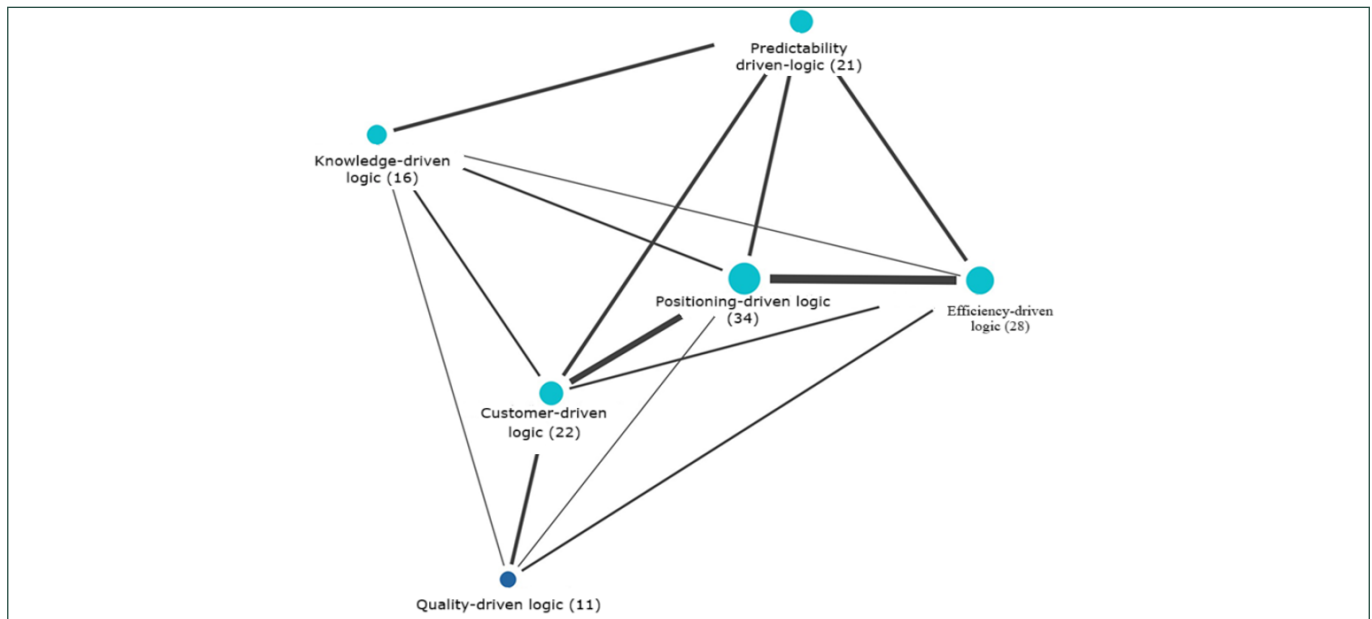 Predictability
driven-logic (21)
Knowledge-driven
logic (16)
Positioning-driven logic
(34)
Efficiency-driven
logic (28)
Customer-driven
logic (22)
Quality-driven logic (11)